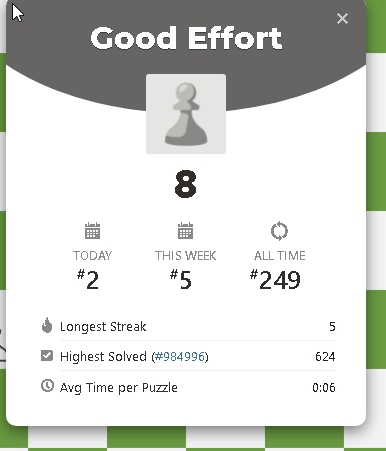 Good Effort
8
TODAY THIS WEEK ALL TIME
#2 #5 #249
Longest Streak 5
Highest Solved (#984996) 624
Avg Time per Puzzle 0:06